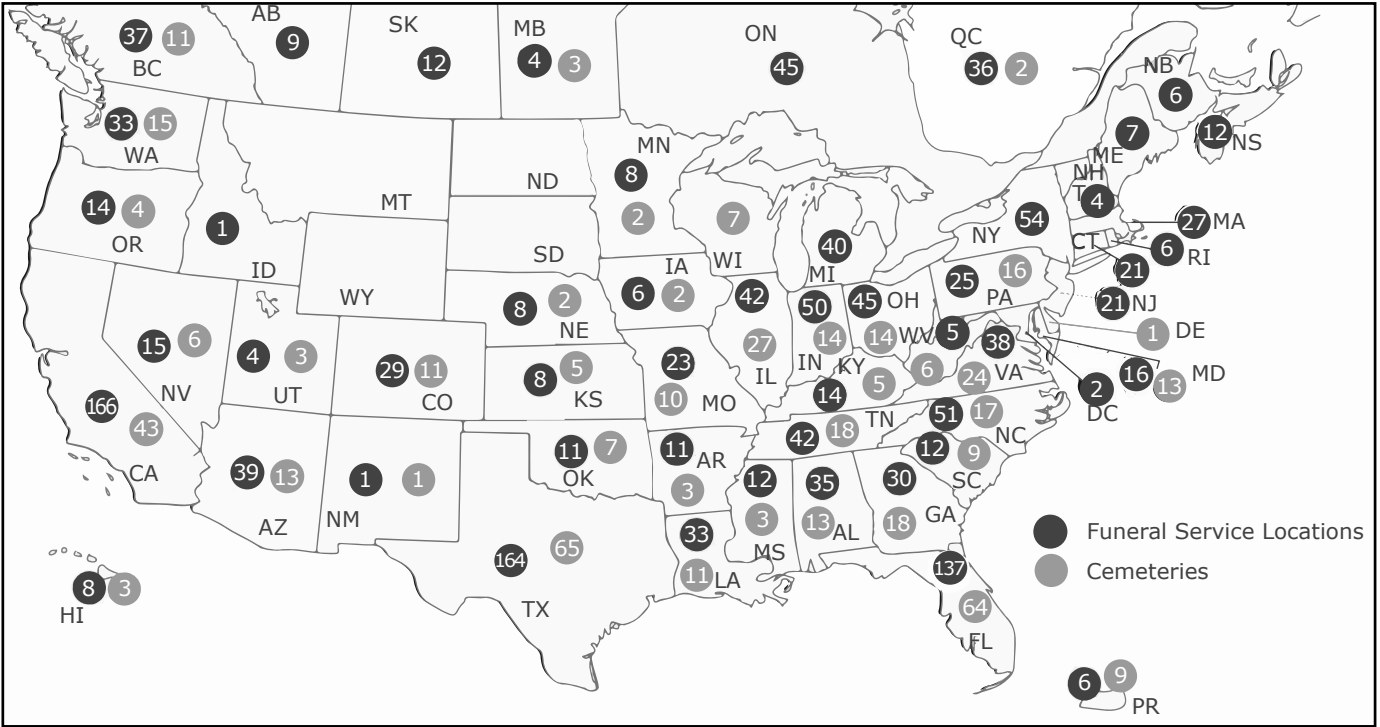 AB
SK
MB
ON
QC
37 11
9
12
4 3
45
36 2
BC
NB
6
33 15
WA
MN
7
12 NS
ME
NH
8
ND
14 4
OR
MT
2
7
4
1
54
27 MA
NY
40
CT
6 RI
SD
WI
MI
21
ID
IA
25 16
PA
WY
8 2
NE
6 2
42
50
45 OH
21 NJ
15 6
14
14
WV
5
38
1 DE
NV
4 3
UT
29 11
CO
8 5
KS
23
10
MO
27
IL
IN
KY
5
14
6
24
VA
2
DC
16 13
MD
166
43
CA
51 17
NC
42 18
TN
39 13
AZ
1 1
NM
11 7
OK
11
AR
3
12
3
MS
35
13
AL
30
18
GA
12 9
SC
33
11
LA
164 65
TX
137
64
FL
8 3
HI
6 9
PR
Funeral Service Locations
Cemeteries